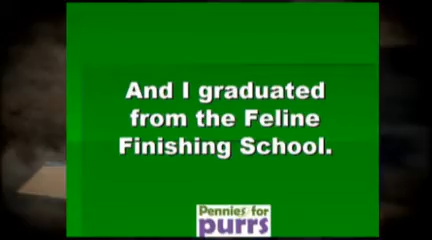 And I graduated
from the Feline
Finishing School.
Pennies for
purrs